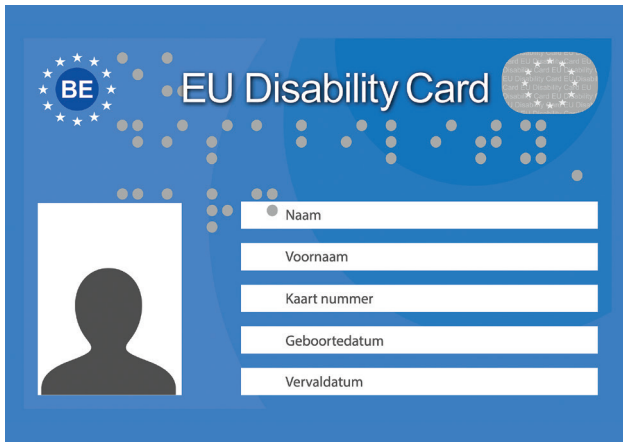 BE
EU Disability Card
Naam
Voornaam
Kaart nummer
Geboortedatum
Vervaldatum